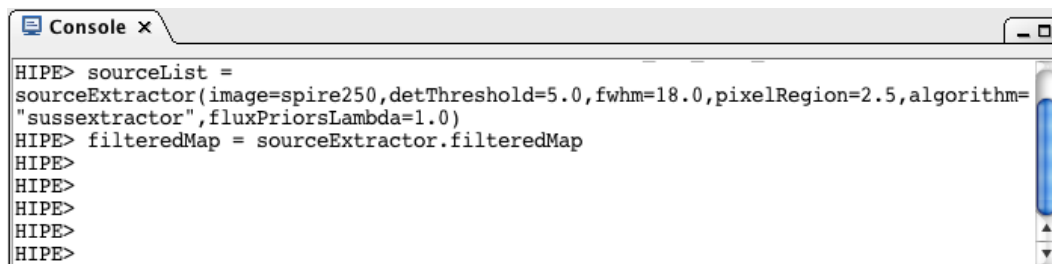 Console
HIPE> sourceList =
sourceExtractor(image=spire250,detThreshold=5.0,fwhm=18.0,pixelRegion=2.5,algorithm=
"sussextractor",fluxPriorsLambda=1.0)
HIPE> filteredMap = sourceExtractor.filteredMap
HIPE>
HIPE>
HIPE>
HIPE>
HIPE>